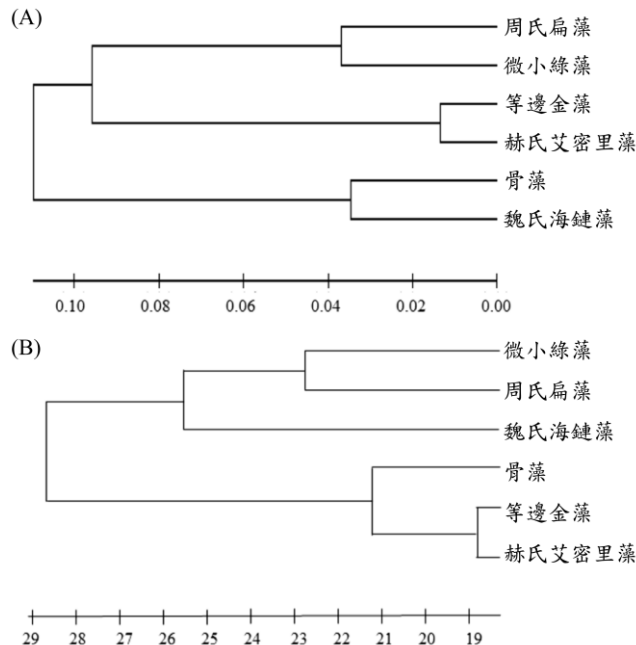 (A)
周氏扁藻
微小綠藻
等邊金藻
赫氏艾密里藻
骨藻
魏氏海鏈藻
0.10 0.08 0.06 0.04 0.02 0.00
(B)
微小綠藻
周氏扁藻
魏氏海鏈藻
骨藻
等邊金藻
赫氏艾密里藻
29 28 27 26 25 24 23 22 21 20 19